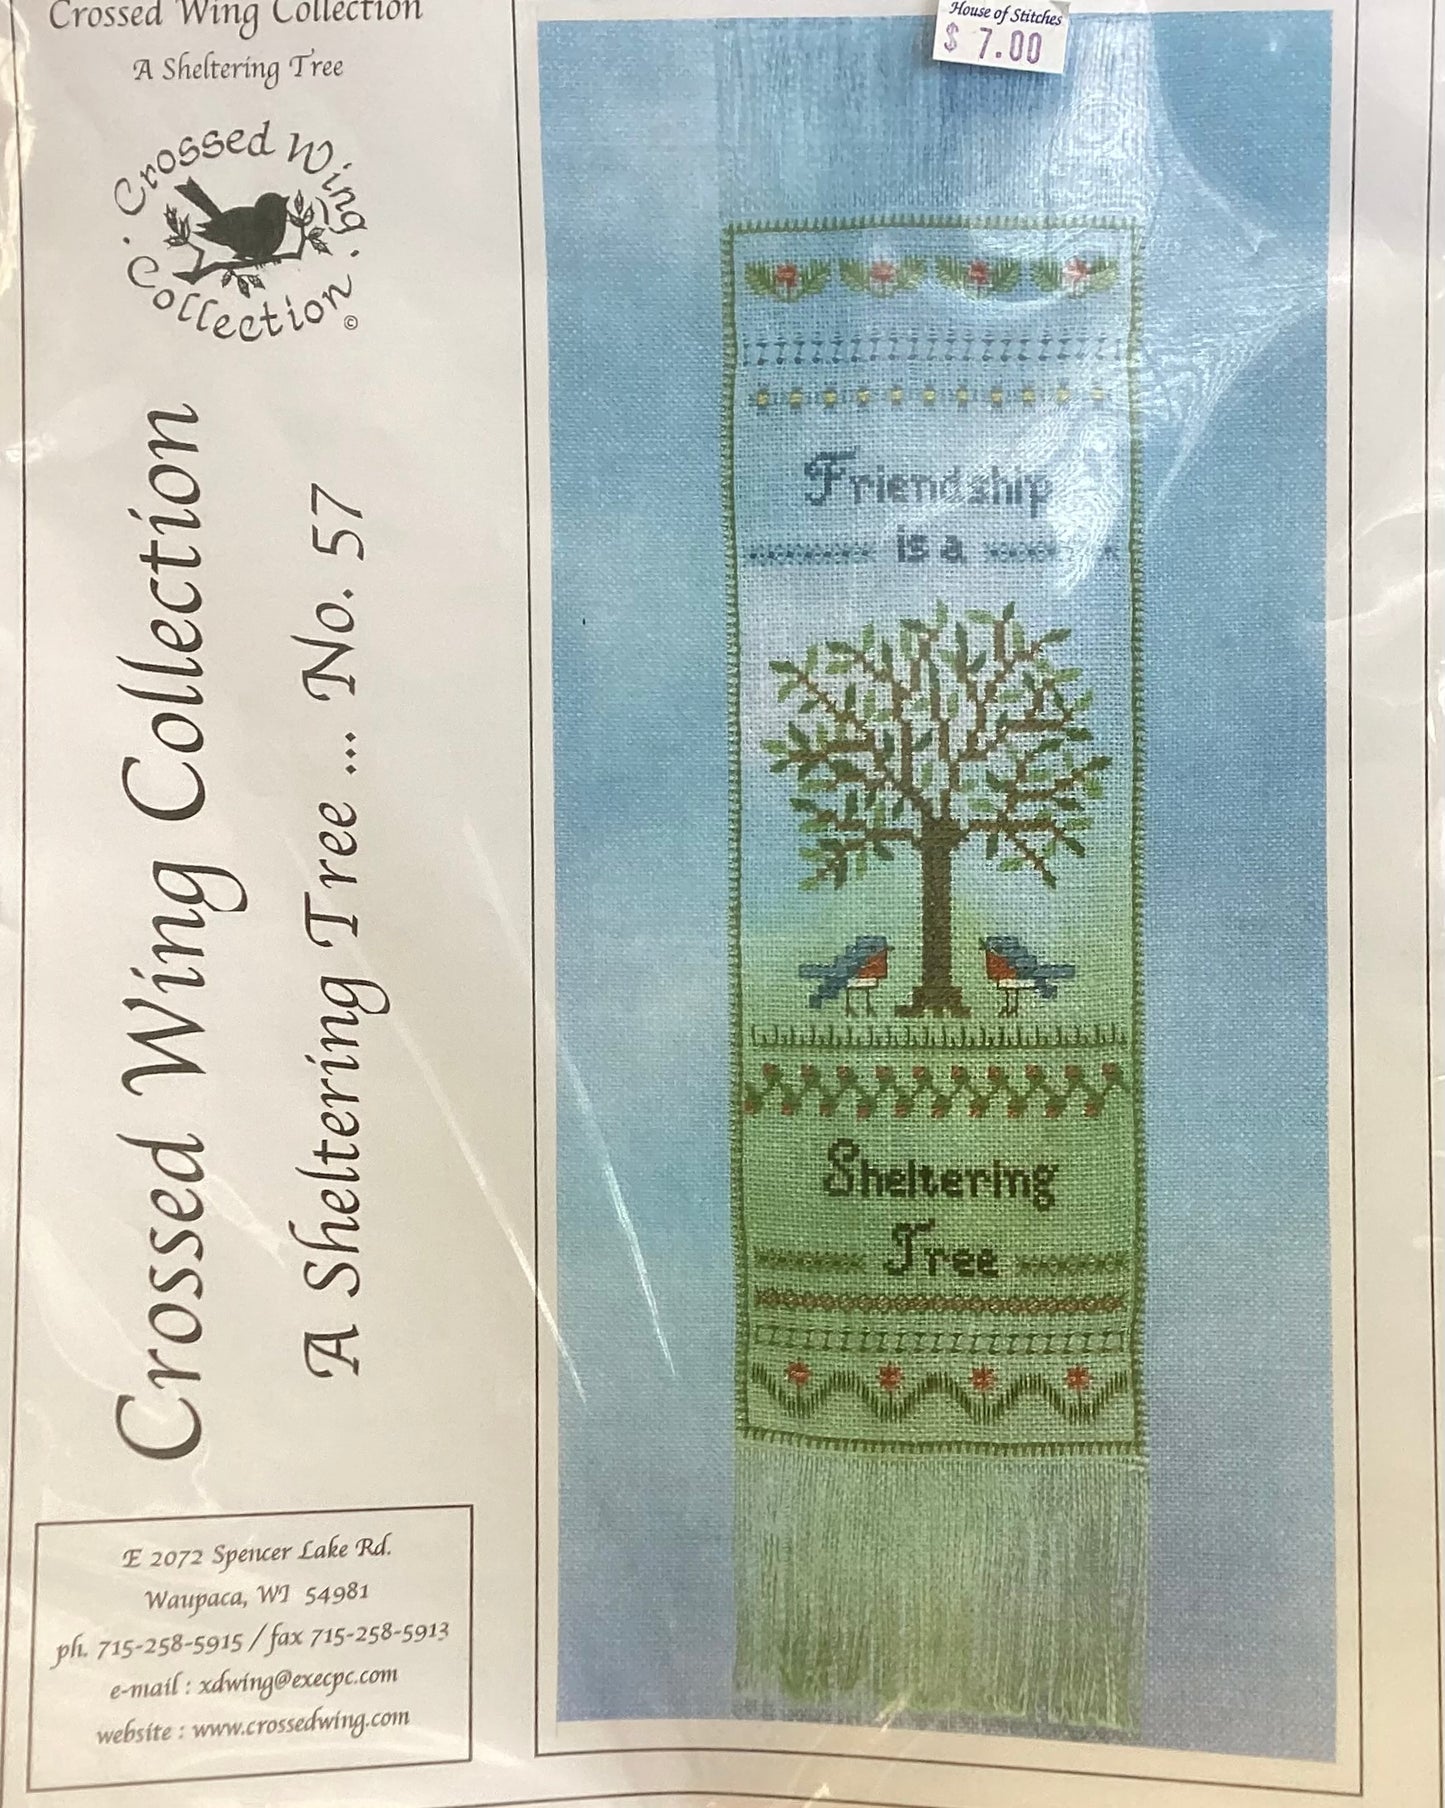 Crossed Wing Collection
A Sheltering Tree
Crossed Wing
Collection
©
Crossed Wing Collection
A Sheltering Tree ... No. 57
E 2072 Spencer Lake Rd.
Waupaca, WI 54981
ph. 715-258-5915 / fax 715-258-5913
e-mail : xdwing@execpc.com
website : www.crossedwing.com
House of Stitches
$ 7.00
Friendship
is a
Sheltering
Tree